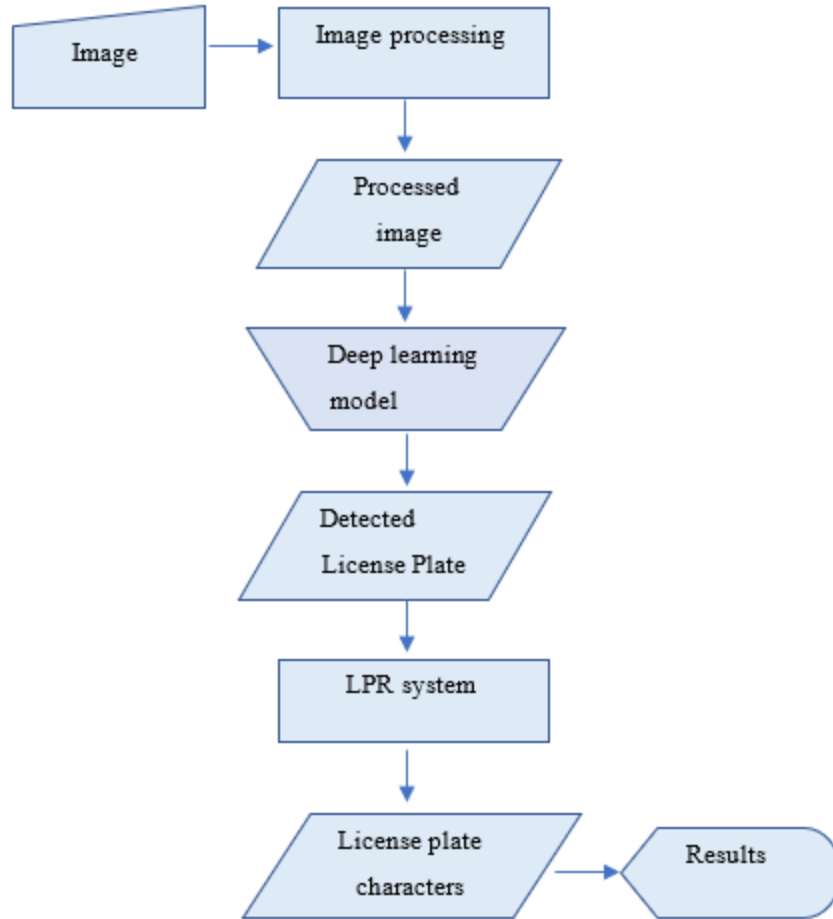 Image
Image processing
Processed
image
Deep learning
model
Detected
License Plate
LPR system
License plate
characters
Results